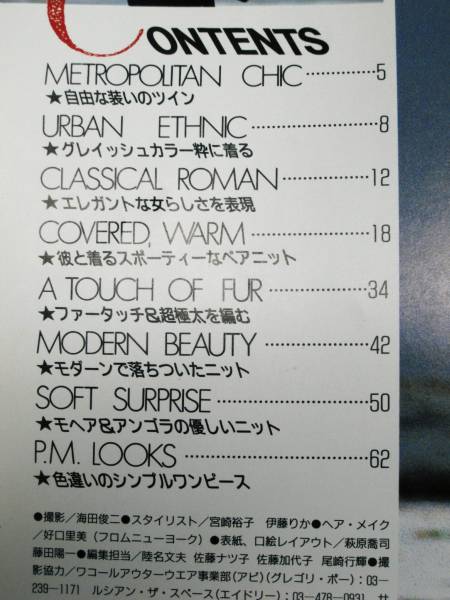 CONTENTS
METROPOLITAN CHIC…………5
★自由な装いのツイン
URBAN ETHNIC…………………8
★グレイッシュカラー粋に着る
CLASSICAL ROMAN……………12
★エレガントな女らしさを表現
COVERED, WARM………………18
★彼と着るスポーティーなペアニット
A TOUCH OF FUR………………34
★ファータッチ&超極太を編む
MODERN BEAUTY………………42
★モダーンで落ちついたニット
SOFT SURPRISE…………………50
★モヘア&アンゴラの優しいニット
P.M. LOOKS………………………62
★色違いのシンプルワンピース
●撮影／海田俊二●スタイリスト／宮崎裕子 伊藤りか●ヘア・メイク
／好口里美（フロムニューヨーク）●表紙、口絵レイアウト／萩原喬司
藤田陽一●編集担当／陸名文夫 佐藤ナツ子 佐藤加代子 尾崎行輝●撮
影協力／ワコールアウターウエア事業部(アピ)(グレゴリ・ポー)：03—
239—1171 ルシアン・ザ・スペース(エイドリー)：03—478—0931 サ